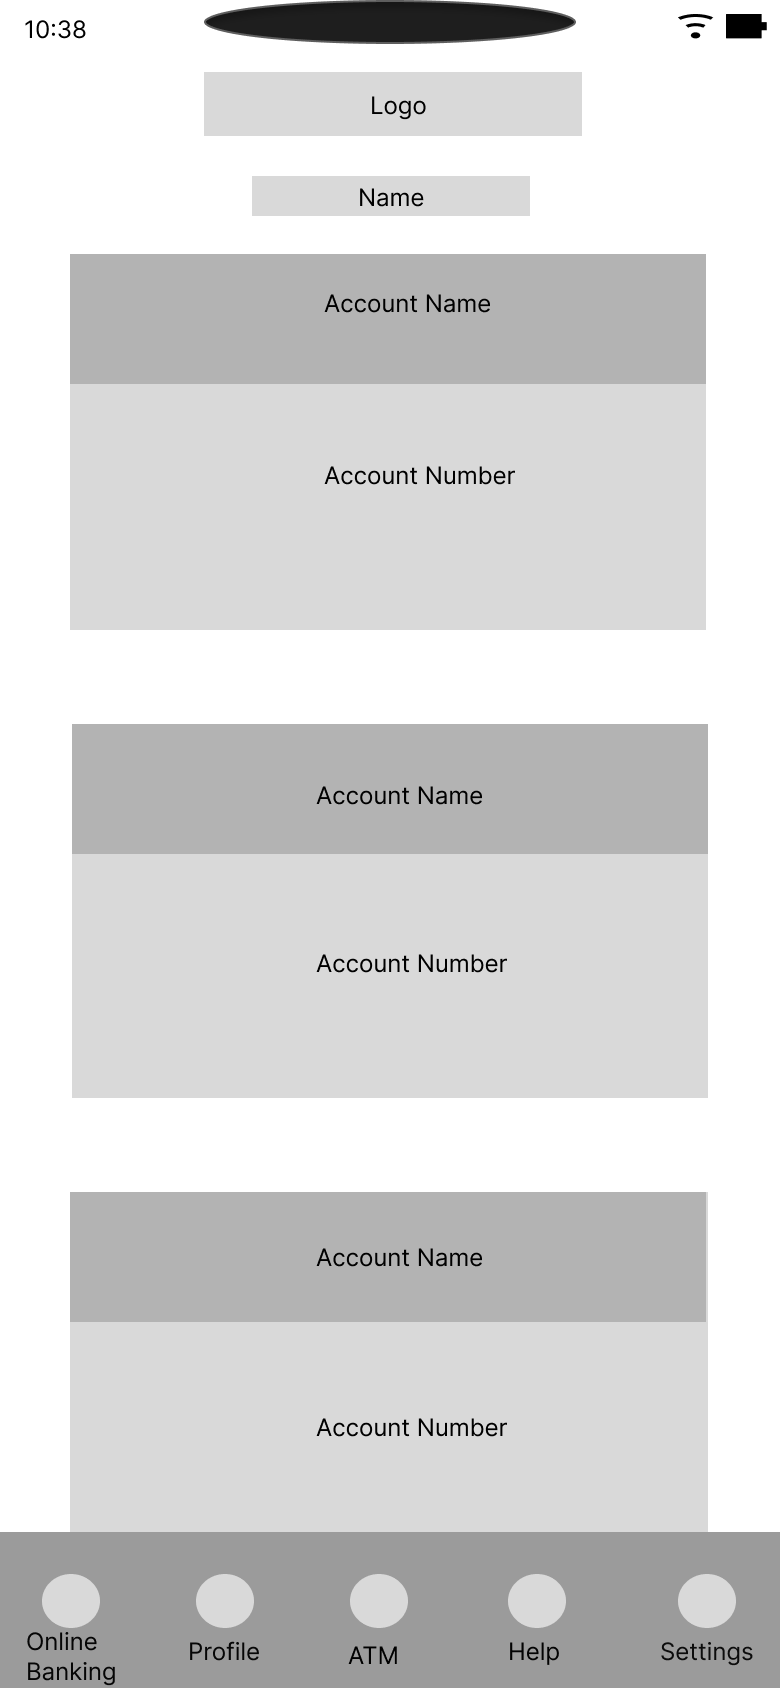 10:38
Logo
Name
Account Name
Account Number
Account Name
Account Number
Account Name
Account Number
Online
Banking
Profile
ATM
Help
Settings